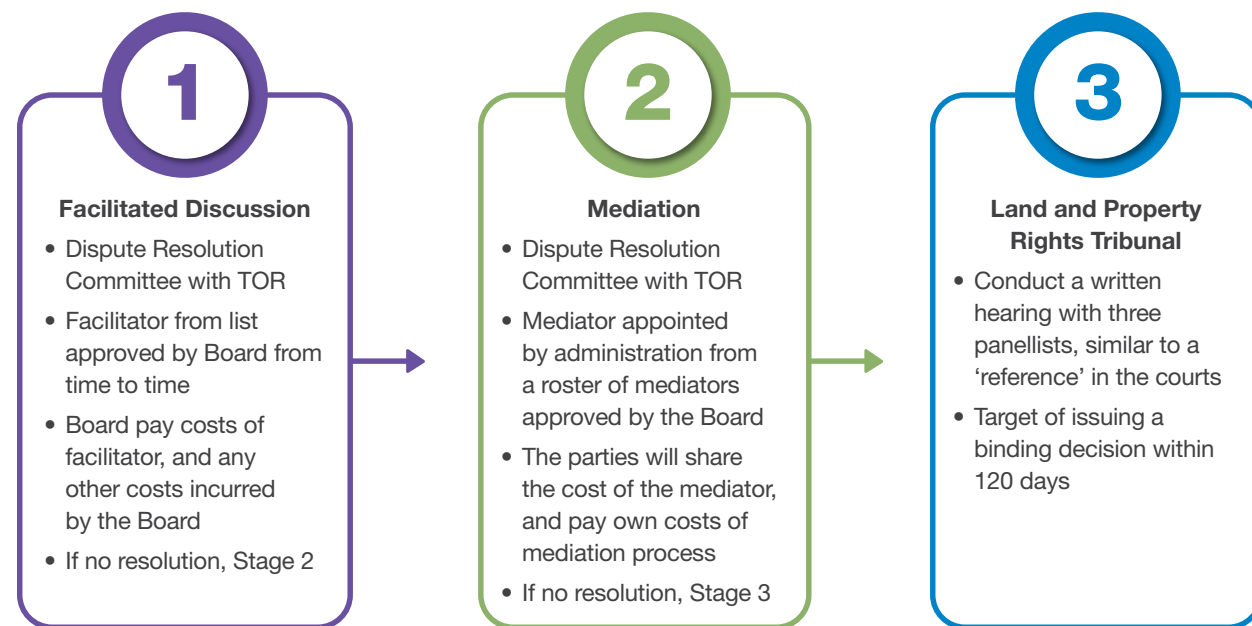 1
Facilitated Discussion
• Dispute Resolution
Committee with TOR
• Facilitator from list
approved by Board from
time to time
• Board pay costs of
facilitator, and any
other costs incurred
by the Board
• If no resolution, Stage 2
2
Mediation
• Dispute Resolution
Committee with TOR
• Mediator appointed
by administration from
a roster of mediators
approved by the Board
• The parties will share
the cost of the mediator,
and pay own costs of
mediation process
• If no resolution, Stage 3
3
Land and Property
Rights Tribunal
• Conduct a written
hearing with three
panellists, similar to a
‘reference’ in the courts
• Target of issuing a
binding decision within
120 days